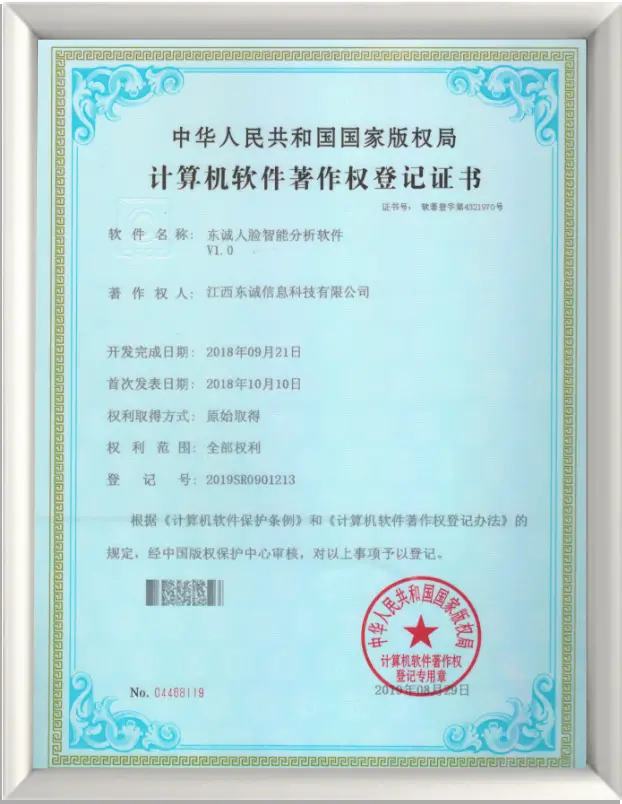 中华人民共和国国家版权局
计算机软件著作权登记证书
证书号： 软著登字第4321970号
软件名称： 东诚人脸智能分析软件
V1.0
著作权人： 江西东诚信息科技有限公司
开发完成日期： 2018年09月21日
首次发表日期： 2018年10月10日
权利取得方式： 原始取得
权利范围： 全部权利
登记号： 2019SR0901213
根据《计算机软件保护条例》和《计算机软件著作权登记办法》的
规定，经中国版权保护中心审核，对以上事项予以登记。
中华人民共和国国家版权局
计算机软件著作权
登记专用章
No. 04468119
2019年08月29日